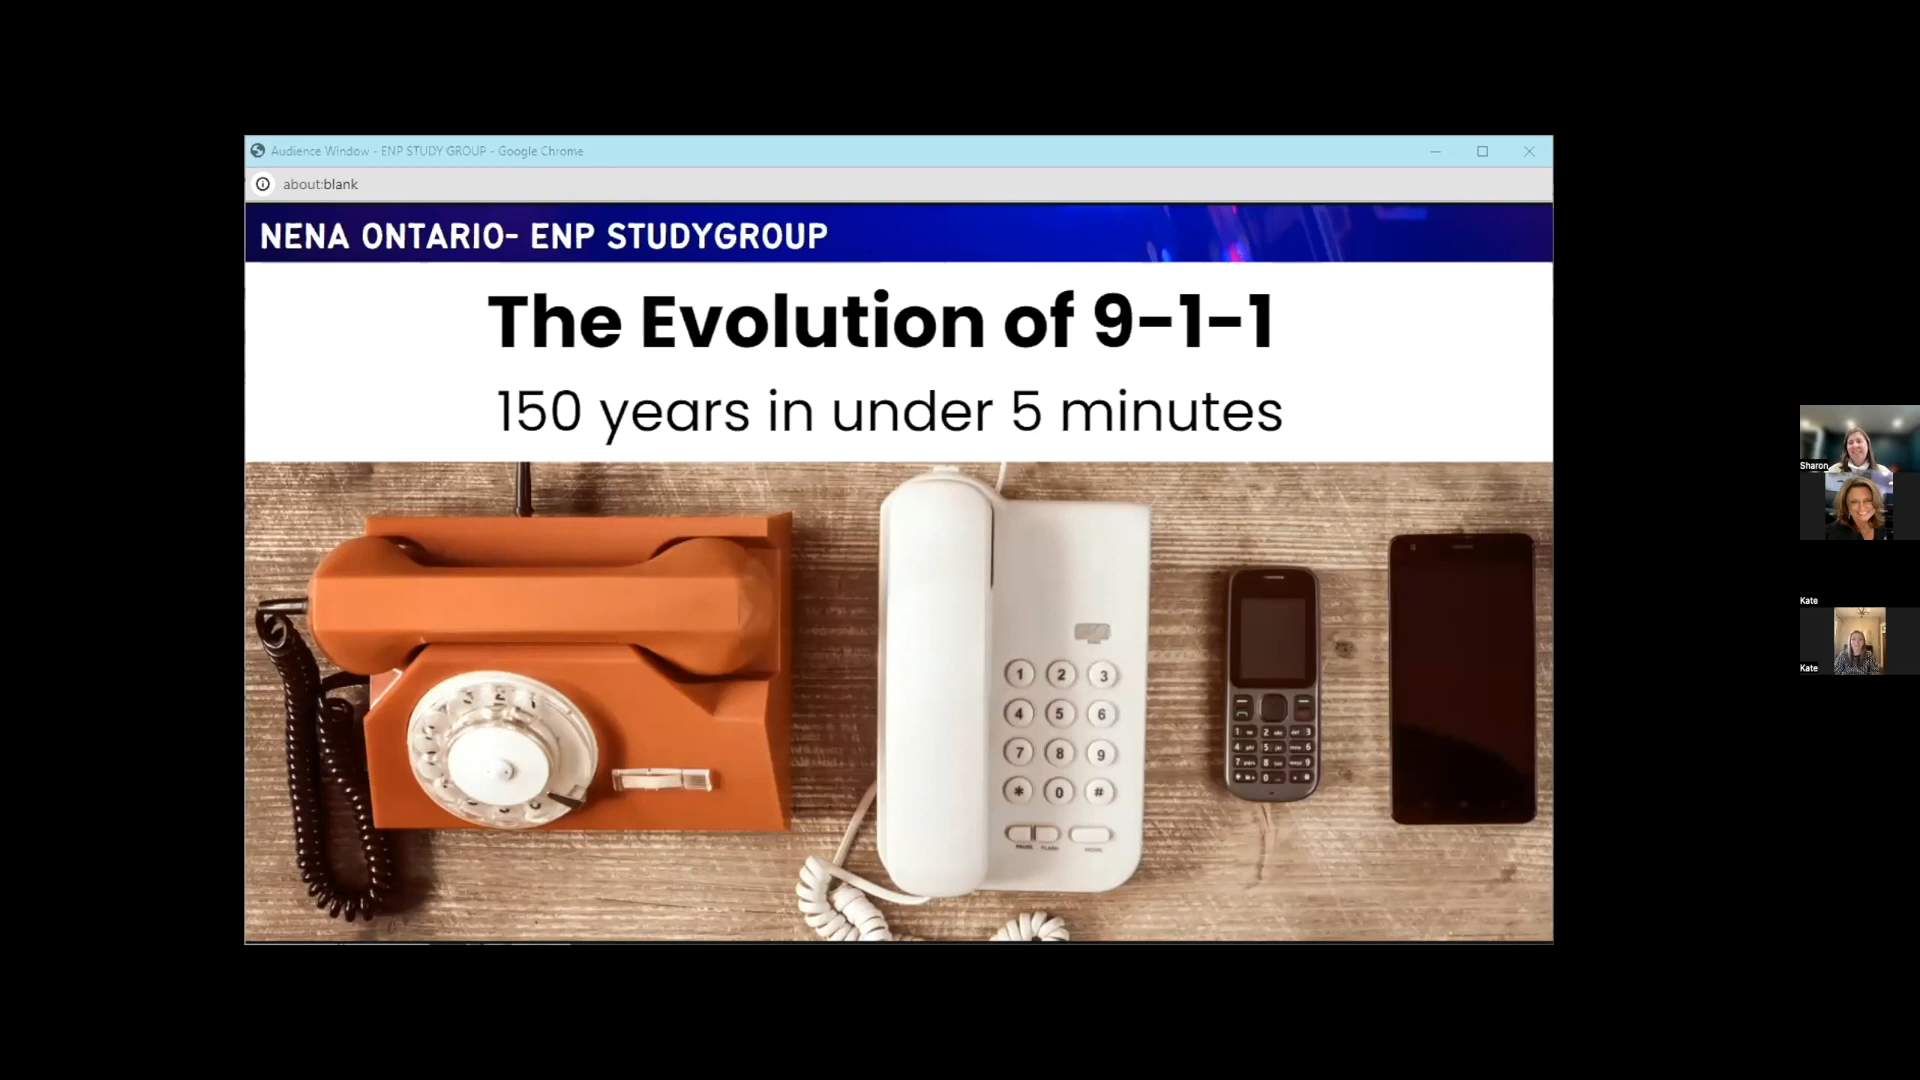 Audience Window - ENP STUDY GROUP - Google Chrome
about:blank
NENA ONTARIO- ENP STUDYGROUP
The Evolution of 9-1-1
150 years in under 5 minutes
1 2 3
4 5 6
7 8 9
* 0 #
Sharon
Kate
Kate